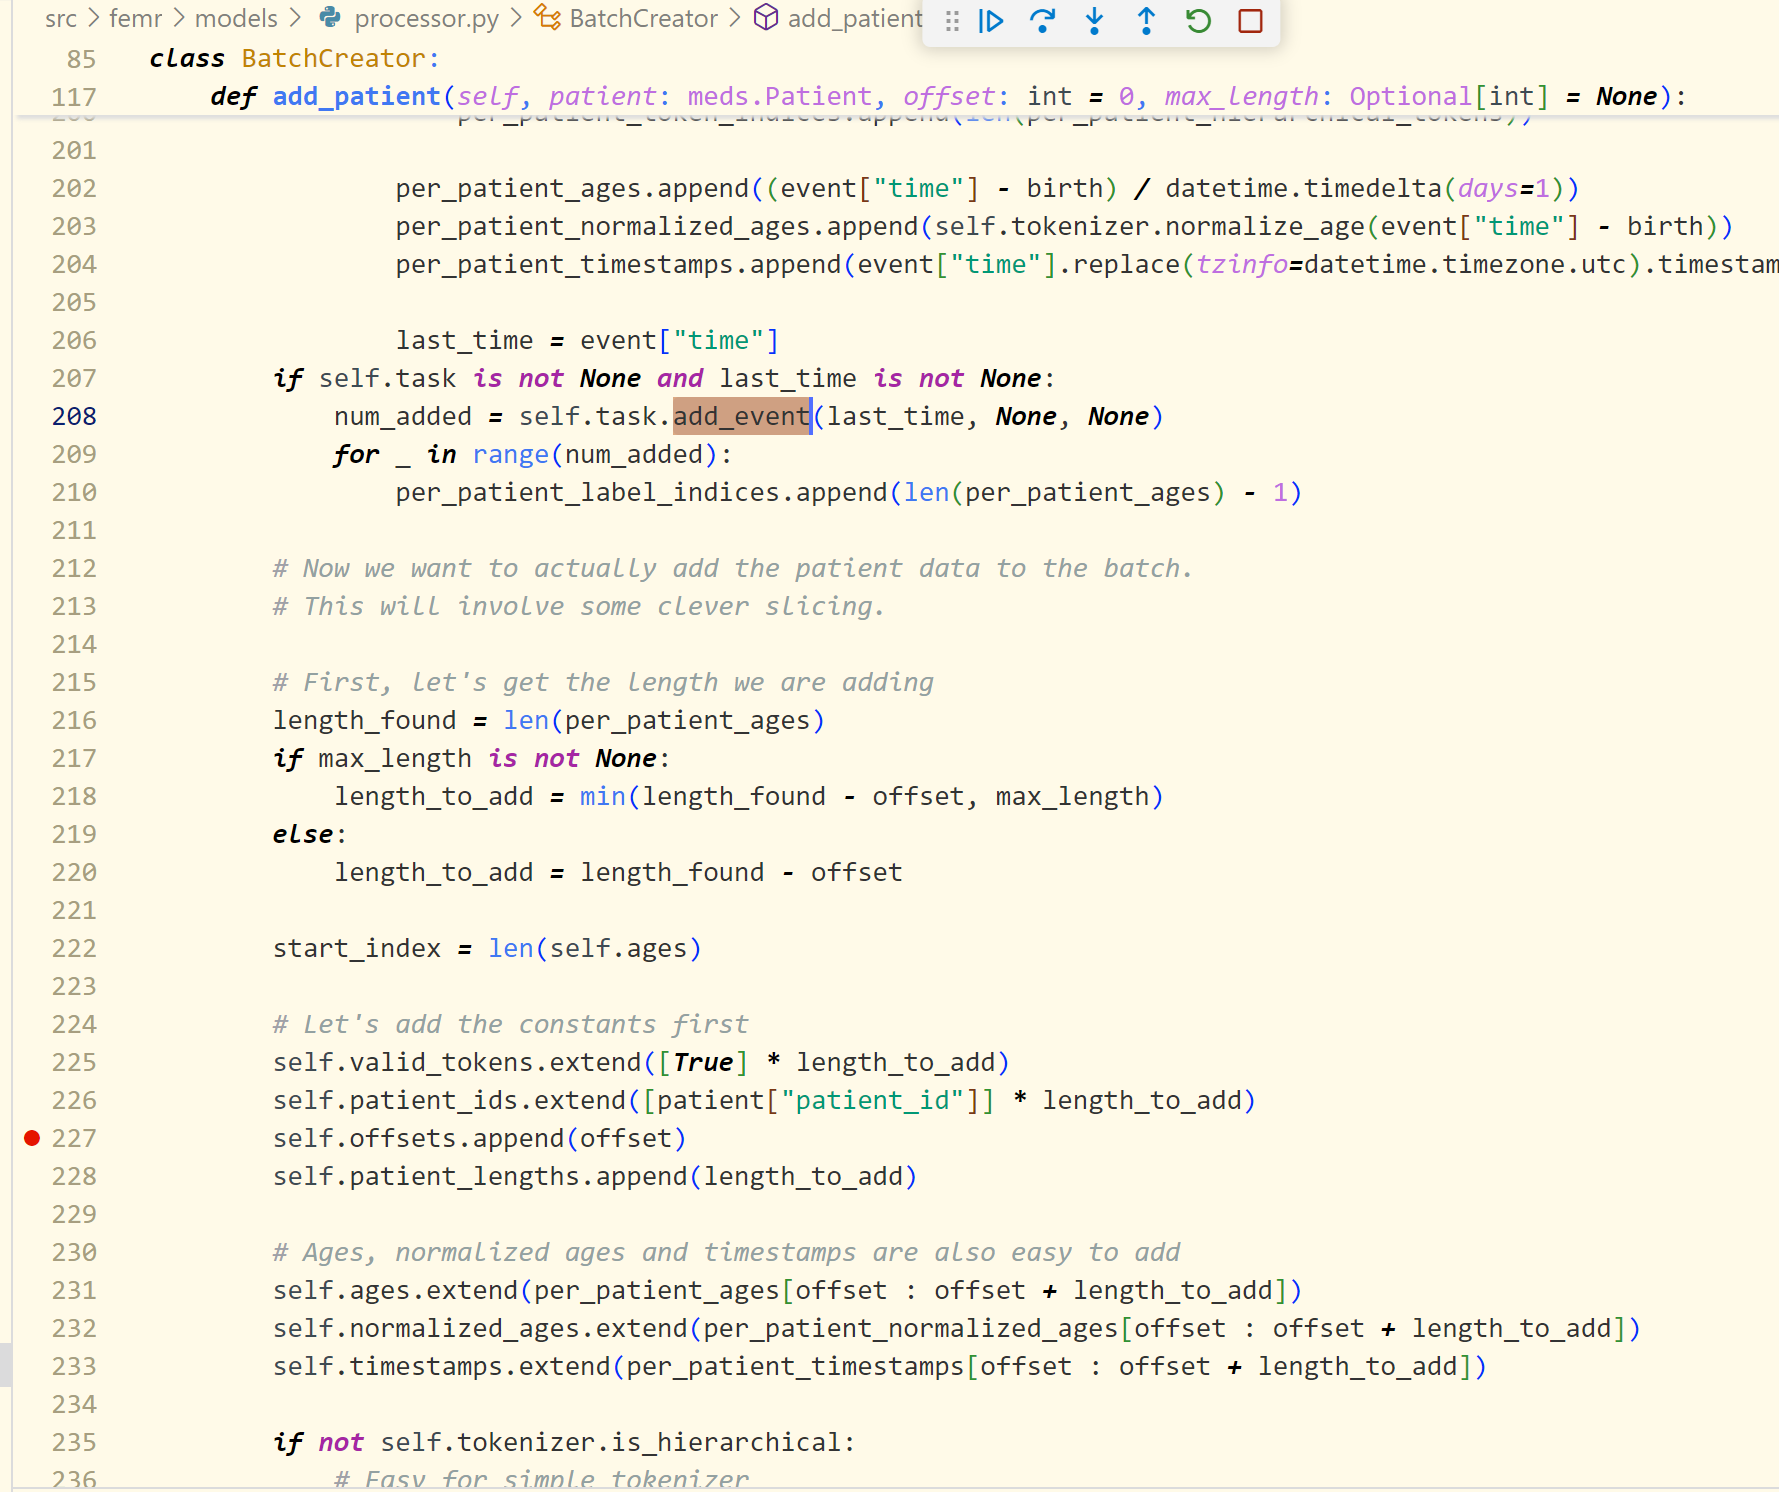 src > femr > models > processor.py > BatchCreator > add_patient
85 class BatchCreator:
117 def add_patient(self, patient: meds.Patient, offset: int = 0, max_length: Optional[int] = None):
200 per_patient_token_indices.append(len(per_patient_hierarchical_tokens))
201
202 per_patient_ages.append((event["time"] - birth) / datetime.timedelta(days=1))
203 per_patient_normalized_ages.append(self.tokenizer.normalize_age(event["time"] - birth))
204 per_patient_timestamps.append(event["time"].replace(tzinfo=datetime.timezone.utc).timestam
205
206 last_time = event["time"]
207 if self.task is not None and last_time is not None:
208 num_added = self.task.add_event(last_time, None, None)
209 for _ in range(num_added):
210 per_patient_label_indices.append(len(per_patient_ages) - 1)
211
212 # Now we want to actually add the patient data to the batch.
213 # This will involve some clever slicing.
214
215 # First, let's get the length we are adding
216 length_found = len(per_patient_ages)
217 if max_length is not None:
218 length_to_add = min(length_found - offset, max_length)
219 else:
220 length_to_add = length_found - offset
221
222 start_index = len(self.ages)
223
224 # Let's add the constants first
225 self.valid_tokens.extend([True] * length_to_add)
226 self.patient_ids.extend([patient["patient_id"]] * length_to_add)
227 self.offsets.append(offset)
228 self.patient_lengths.append(length_to_add)
229
230 # Ages, normalized ages and timestamps are also easy to add
231 self.ages.extend(per_patient_ages[offset : offset + length_to_add])
232 self.normalized_ages.extend(per_patient_normalized_ages[offset : offset + length_to_add])
233 self.timestamps.extend(per_patient_timestamps[offset : offset + length_to_add])
234
235 if not self.tokenizer.is_hierarchical:
236 # Easy for simple tokenizer